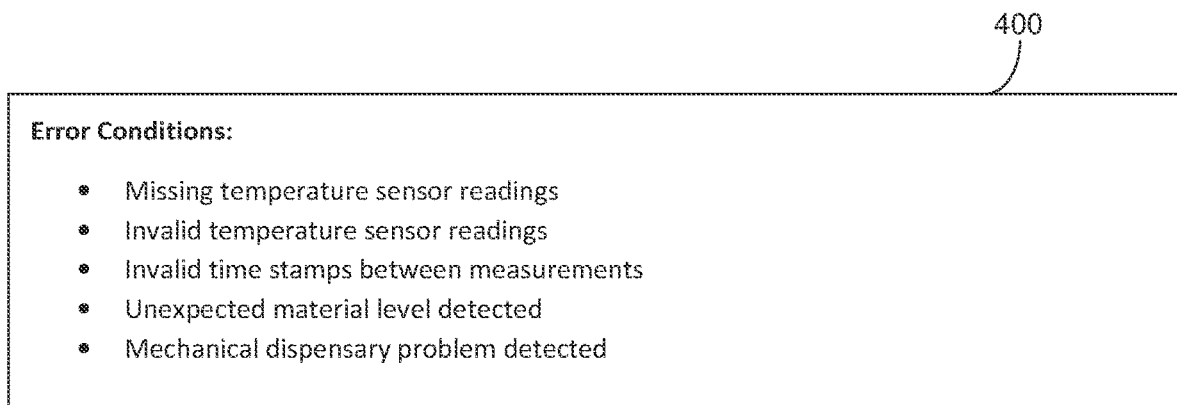 400
Error Conditions:
• Missing temperature sensor readings
• Invalid temperature sensor readings
• Invalid time stamps between measurements
• Unexpected material level detected
• Mechanical dispensary problem detected